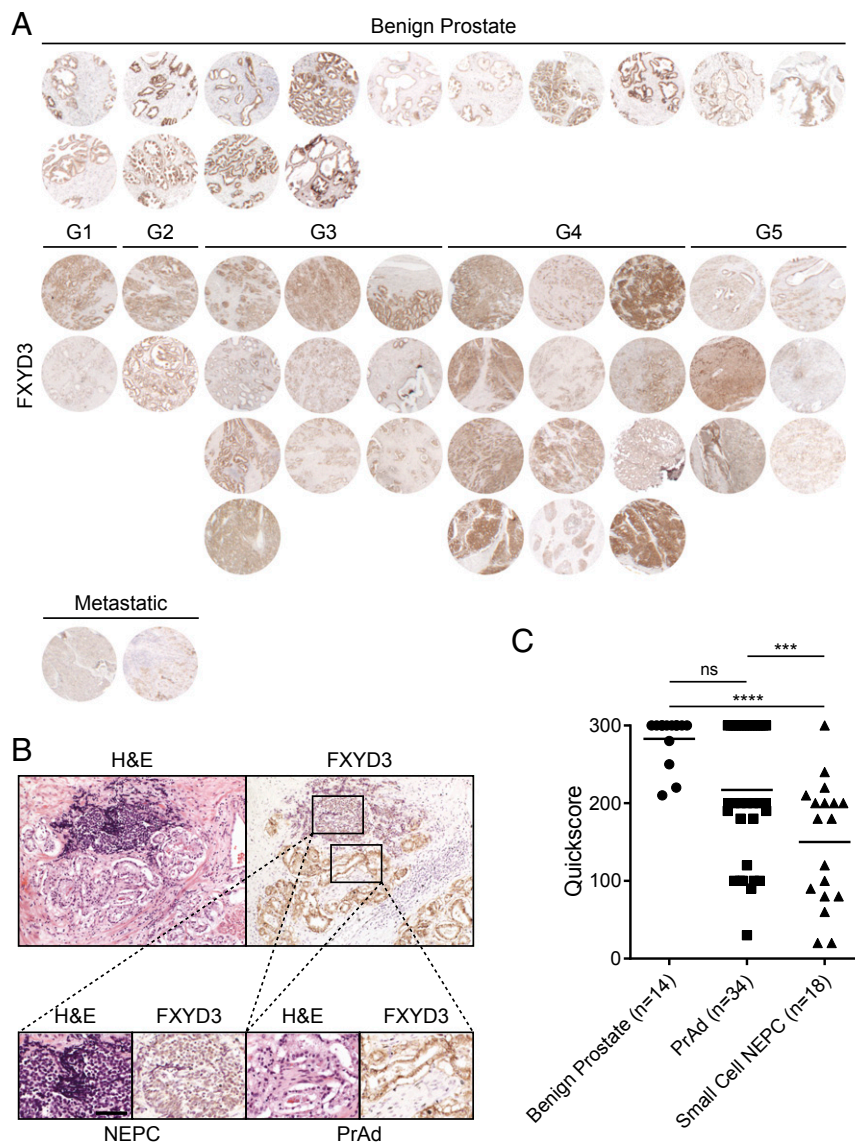 A
Benign Prostate
G1 G2 G3 G4 G5
FXYD3
Metastatic
B
H&E FXYD3
H&E FXYD3 H&E FXYD3
NEPC PrAd
C
***
ns
****
300
200
100
0
Quickscore
Benign Prostate (n=14)
PrAd (n=34)
Small Cell NEPC (n=18)